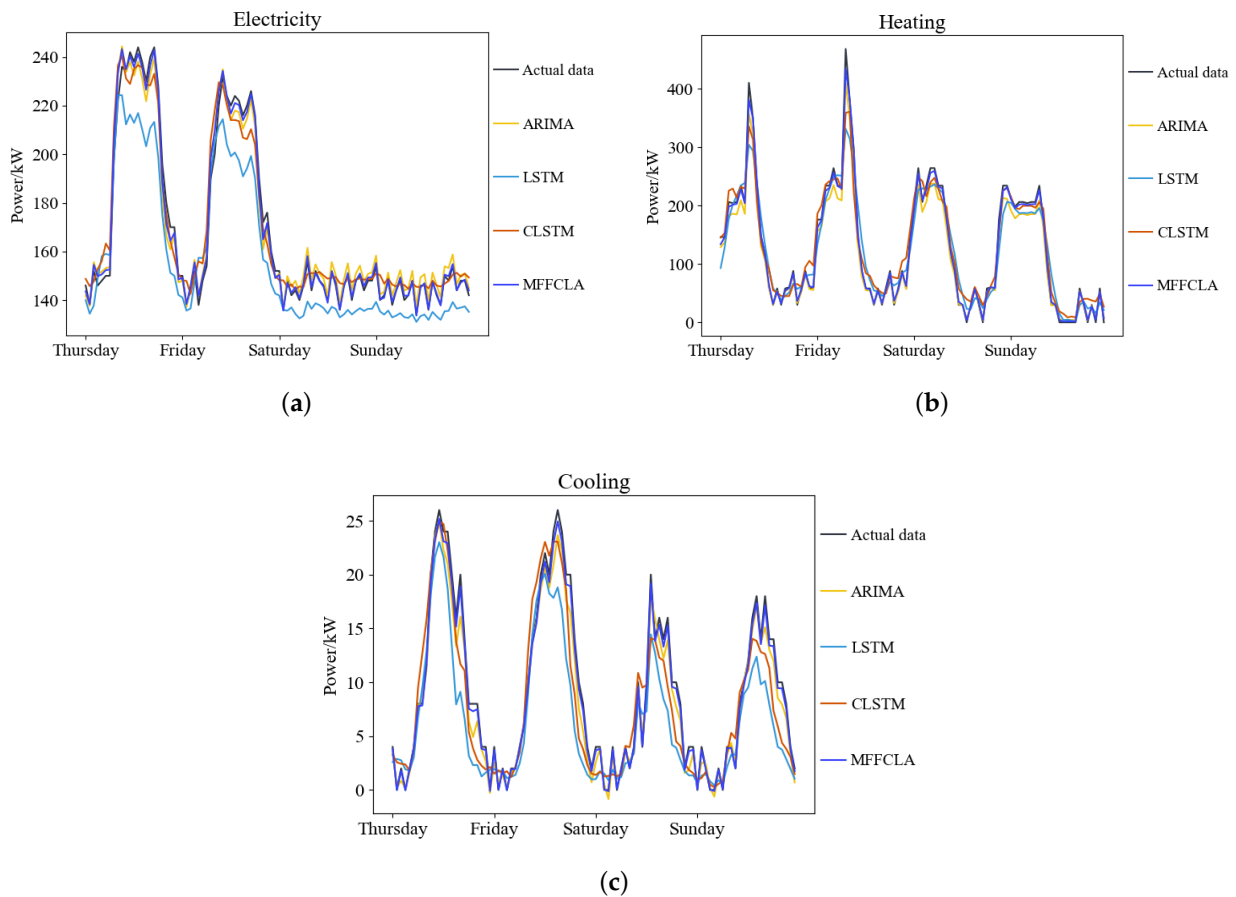 Electricity
Power/kW
240
220
200
180
160
140
Thursday Friday Saturday Sunday
Actual data
ARIMA
LSTM
CLSTM
MFFCLA
(a)
Heating
Power/kW
400
300
200
100
0
Thursday Friday Saturday Sunday
Actual data
ARIMA
LSTM
CLSTM
MFFCLA
(b)
Cooling
Power/kW
25
20
15
10
5
0
Thursday Friday Saturday Sunday
Actual data
ARIMA
LSTM
CLSTM
MFFCLA
(c)